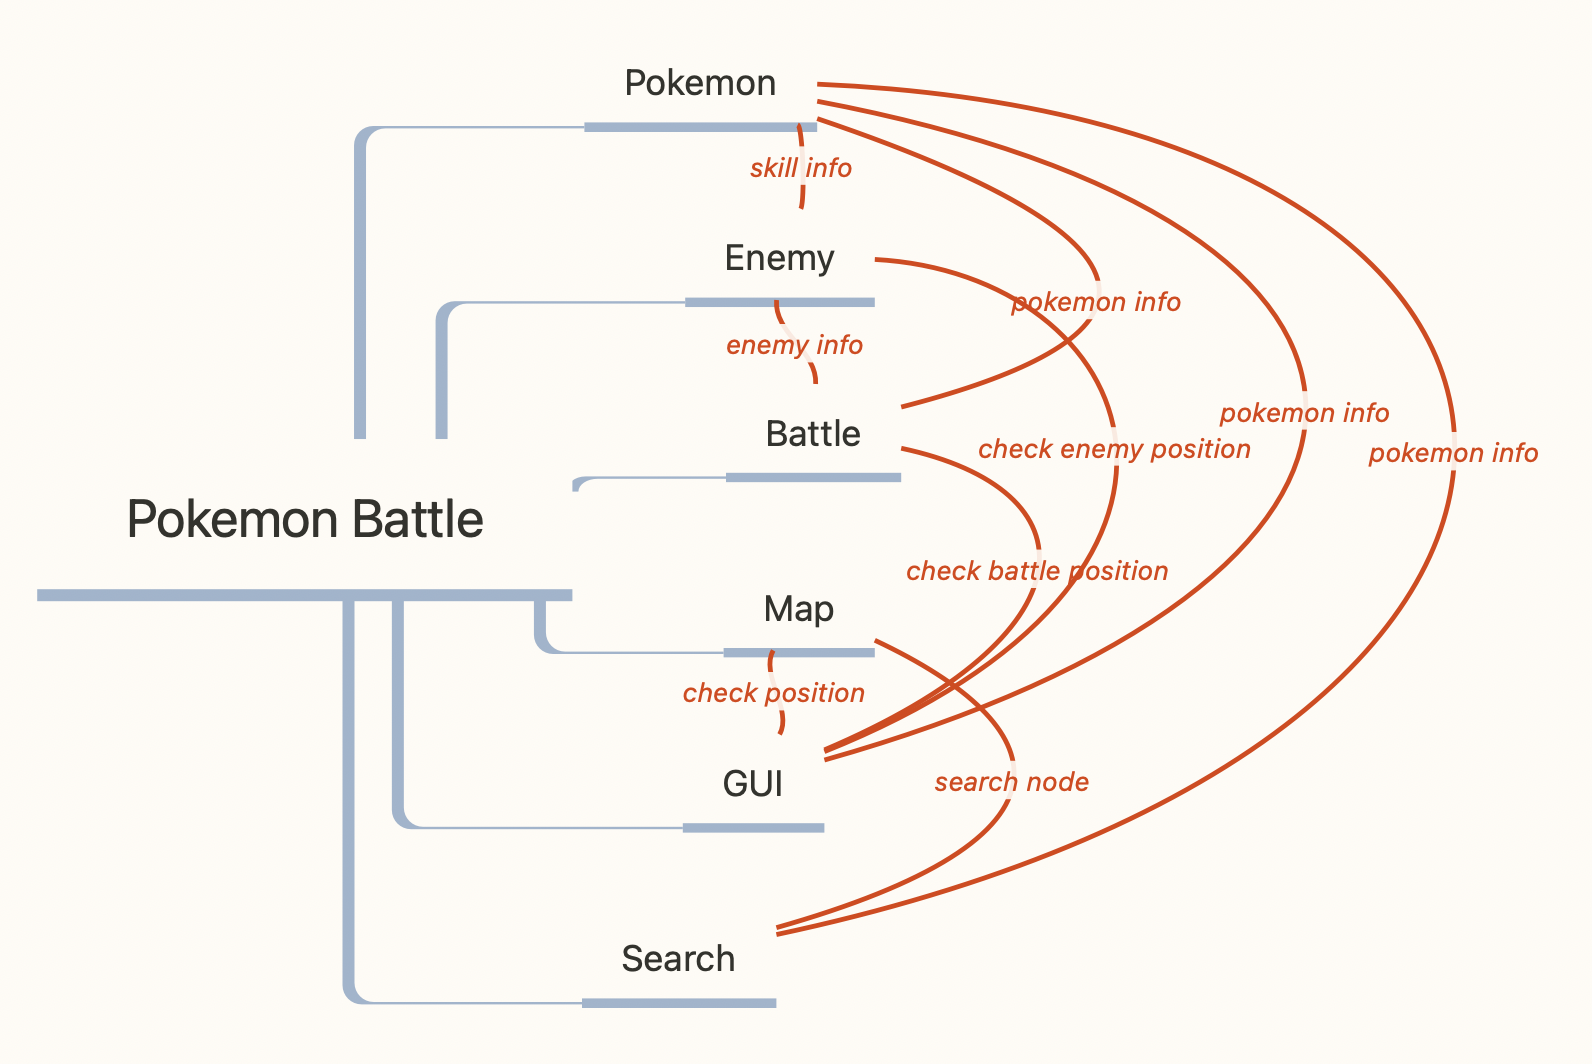 Pokemon
skill info
Enemy
pokemon info
enemy info
pokemon info
Battle
check enemy position
pokemon info
Pokemon Battle
check battle position
Map
check position
GUI
search node
Search